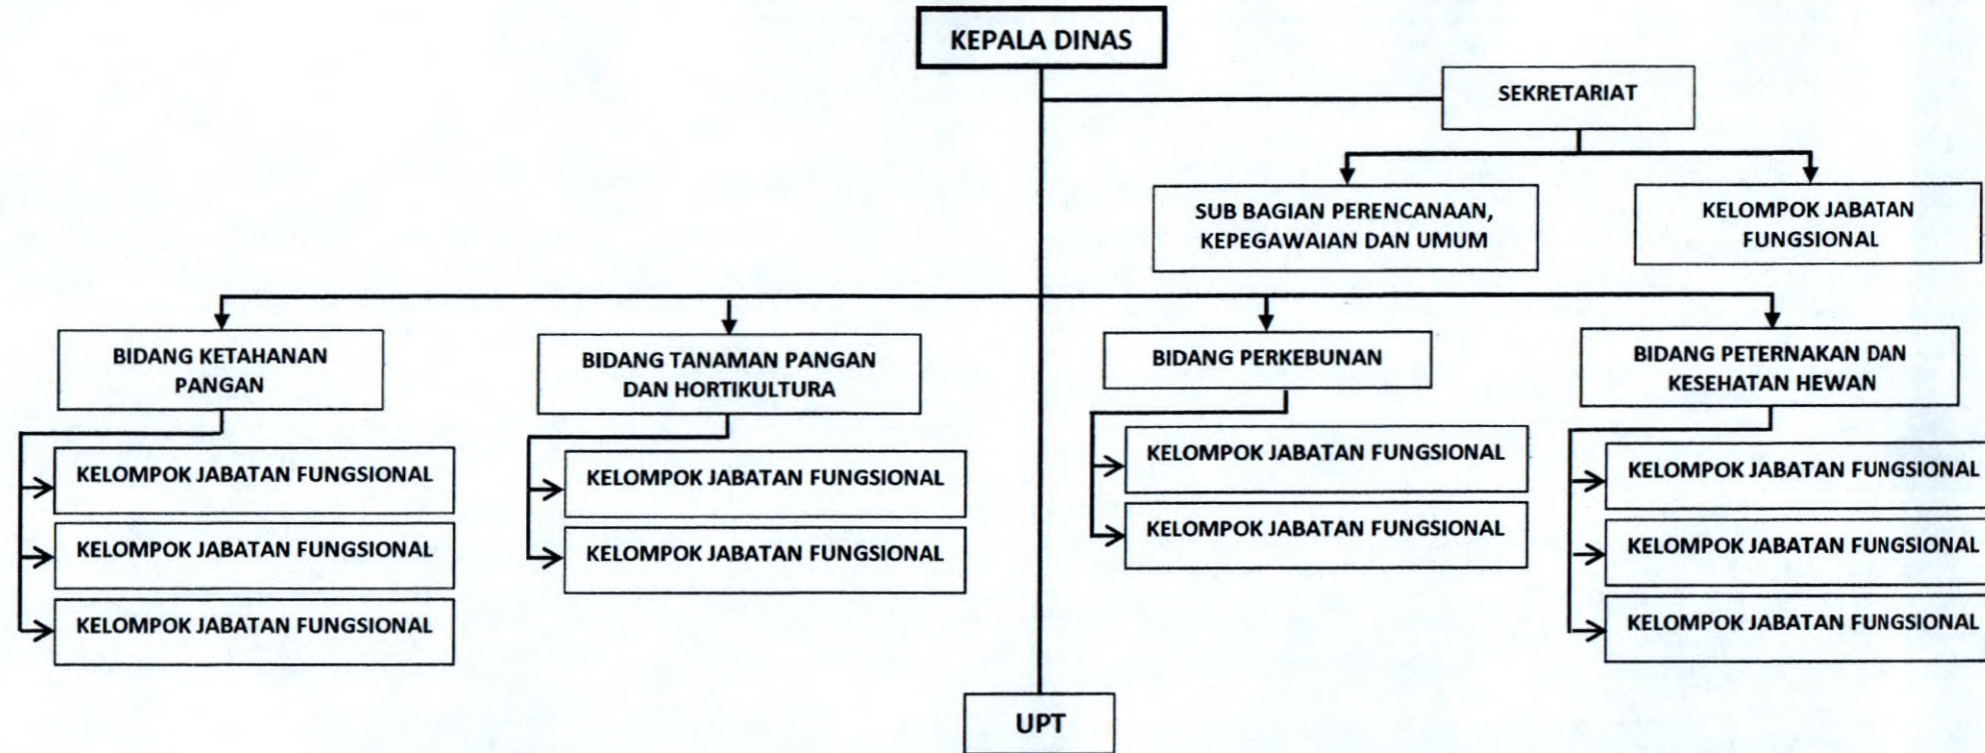 KEPALA DINAS
SEKRETARIAT
SUB BAGIAN PERENCANAAN,
KEPEGAWAIAN DAN UMUM
KELOMPOK JABATAN
FUNGSIONAL
BIDANG KETAHANAN
PANGAN
KELOMPOK JABATAN FUNGSIONAL
KELOMPOK JABATAN FUNGSIONAL
KELOMPOK JABATAN FUNGSIONAL
BIDANG TANAMAN PANGAN
DAN HORTIKULTURA
KELOMPOK JABATAN FUNGSIONAL
KELOMPOK JABATAN FUNGSIONAL
BIDANG PERKEBUNAN
KELOMPOK JABATAN FUNGSIONAL
KELOMPOK JABATAN FUNGSIONAL
BIDANG PETERNAKAN DAN
KESEHATAN HEWAN
KELOMPOK JABATAN FUNGSIONAL
KELOMPOK JABATAN FUNGSIONAL
KELOMPOK JABATAN FUNGSIONAL
UPT